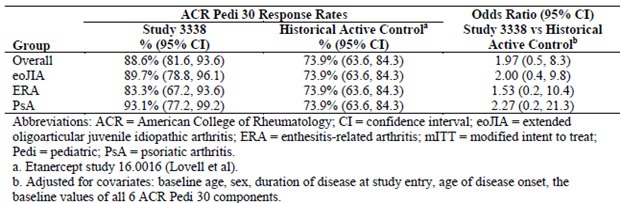 ACR Pedi 30 Response Rates Odds Ratio (95% CI)
Study 3338 Historical Active Controlᵃ Study 3338 vs Historical
Group % (95% CI) % (95% CI) Active Controlᵇ
Overall 88.6% (81.6, 93.6) 73.9% (63.6, 84.3) 1.97 (0.5, 8.3)
eoJIA 89.7% (78.8, 96.1) 73.9% (63.6, 84.3) 2.00 (0.4, 9.8)
ERA 83.3% (67.2, 93.6) 73.9% (63.6, 84.3) 1.53 (0.2, 10.4)
PsA 93.1% (77.2, 99.2) 73.9% (63.6, 84.3) 2.27 (0.2, 21.3)
Abbreviations: ACR = American College of Rheumatology; CI = confidence interval; eoJIA = extended
oligoarticular juvenile idiopathic arthritis; ERA = enthesitis-related arthritis; mITT = modified intent to treat;
Pedi = pediatric; PsA = psoriatic arthritis.
a. Etanercept study 16.0016 (Lovell et al).
b. Adjusted for covariates: baseline age, sex, duration of disease at study entry, age of disease onset, the
baseline values of all 6 ACR Pedi 30 components.